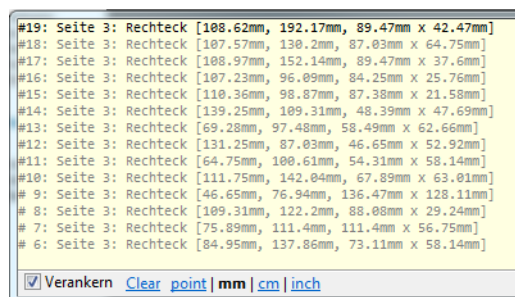 #19: Seite 3: Rechteck [108.62mm, 192.17mm, 89.47mm x 42.47mm]
#18: Seite 3: Rechteck [107.57mm, 130.2mm, 87.03mm x 64.75mm]
#17: Seite 3: Rechteck [108.97mm, 152.14mm, 89.47mm x 37.6mm]
#16: Seite 3: Rechteck [107.23mm, 96.09mm, 84.25mm x 25.76mm]
#15: Seite 3: Rechteck [110.36mm, 98.87mm, 87.38mm x 21.58mm]
#14: Seite 3: Rechteck [139.25mm, 109.31mm, 48.39mm x 47.69mm]
#13: Seite 3: Rechteck [69.28mm, 97.48mm, 58.49mm x 62.66mm]
#12: Seite 3: Rechteck [131.25mm, 87.03mm, 46.65mm x 52.92mm]
#11: Seite 3: Rechteck [64.75mm, 100.61mm, 54.31mm x 58.14mm]
#10: Seite 3: Rechteck [111.75mm, 142.04mm, 67.89mm x 63.01mm]
# 9: Seite 3: Rechteck [46.65mm, 76.94mm, 136.47mm x 128.11mm]
# 8: Seite 3: Rechteck [109.31mm, 122.2mm, 88.08mm x 29.24mm]
# 7: Seite 3: Rechteck [75.89mm, 111.4mm, 111.4mm x 56.75mm]
# 6: Seite 3: Rechteck [84.95mm, 137.86mm, 73.11mm x 58.14mm]
Verankern Clear point | mm | cm | inch